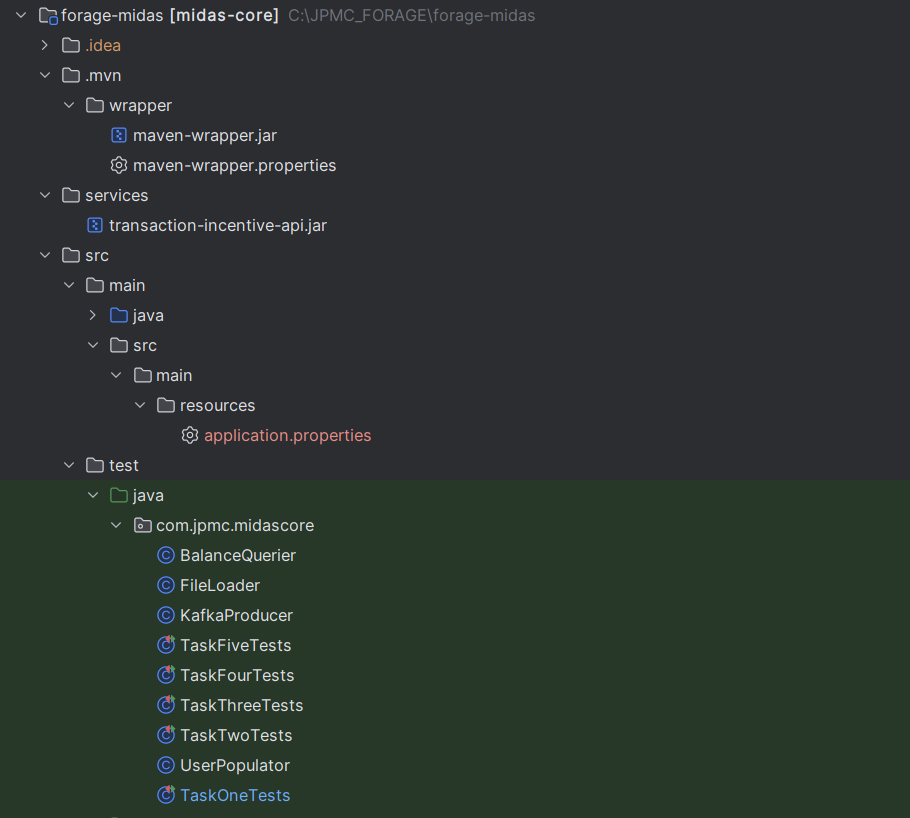 forage-midas [midas-core] C:\JPMC_FORAGE\forage-midas
.idea
.mvn
wrapper
maven-wrapper.jar
maven-wrapper.properties
services
transaction-incentive-api.jar
src
main
java
src
main
resources
application.properties
test
java
com.jpmc.midascore
BalanceQuerier
FileLoader
KafkaProducer
TaskFiveTests
TaskFourTests
TaskThreeTests
TaskTwoTests
UserPopulator
TaskOneTests